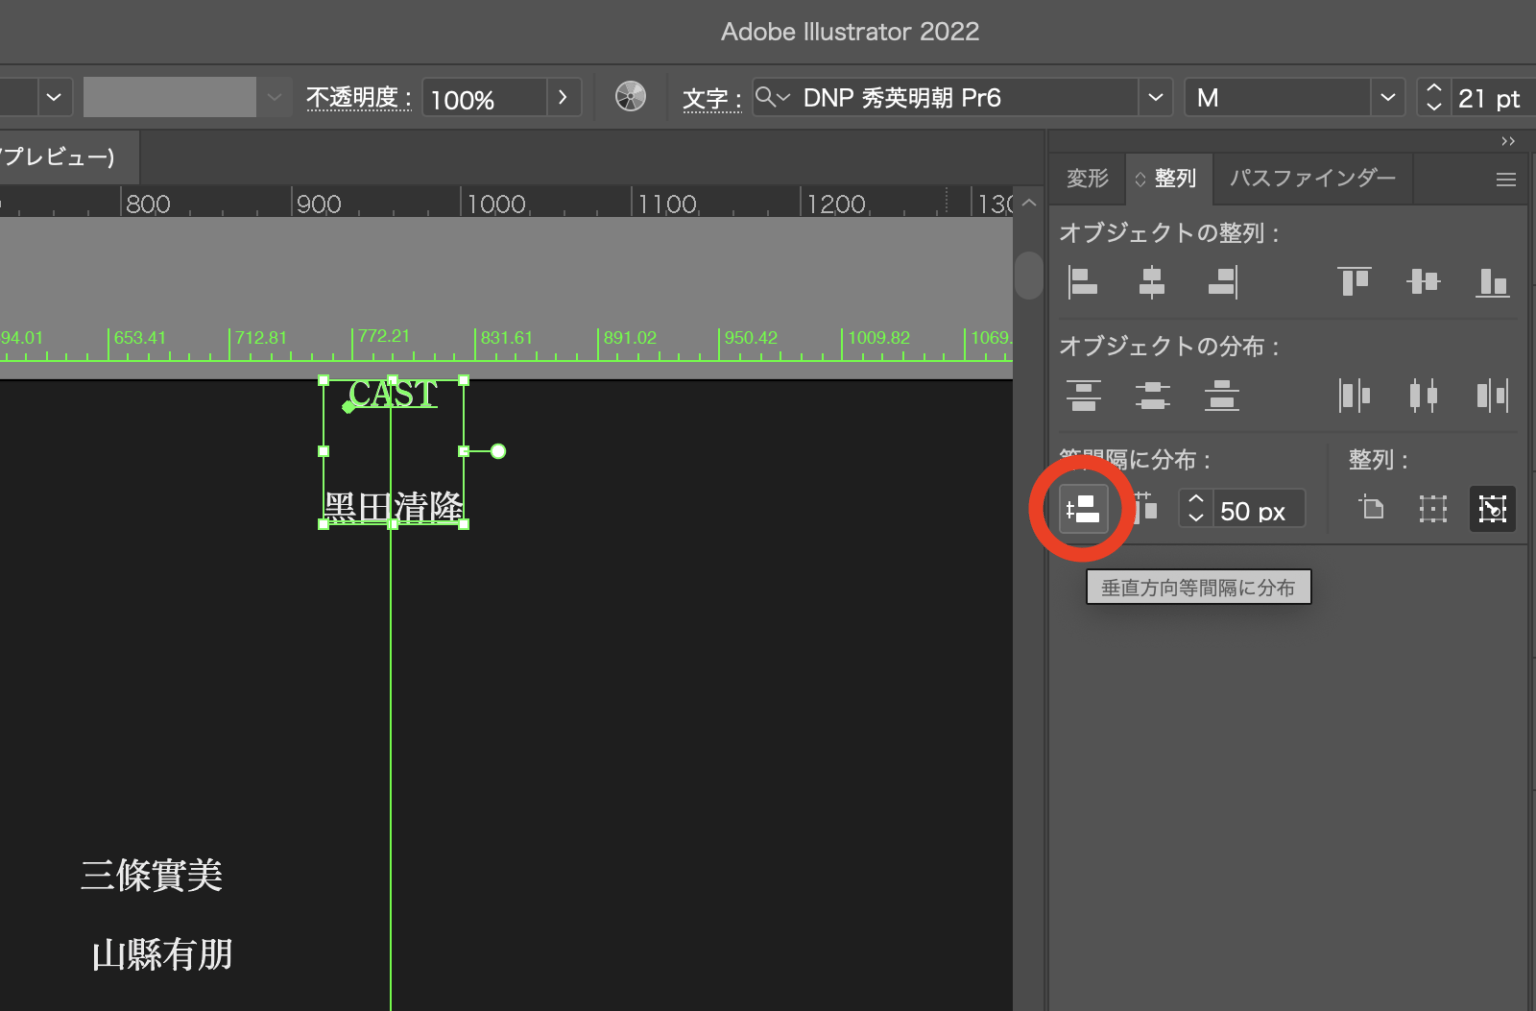 Adobe Illustrator 2022
不透明度 : 100% 文字 : DNP 秀英明朝 Pr6 M 21 pt
プレビュー)
800 900 1000 1100 1200
変形 整列 パスファインダー
オブジェクトの整列 :
94.01 653.41 712.81 772.21 831.61 891.02 950.42 1009.82 1069.
オブジェクトの分布 :
CAST
等間隔に分布 : 整列 :
黑田清隆
50 px
垂直方向等間隔に分布
三條實美
山縣有朋